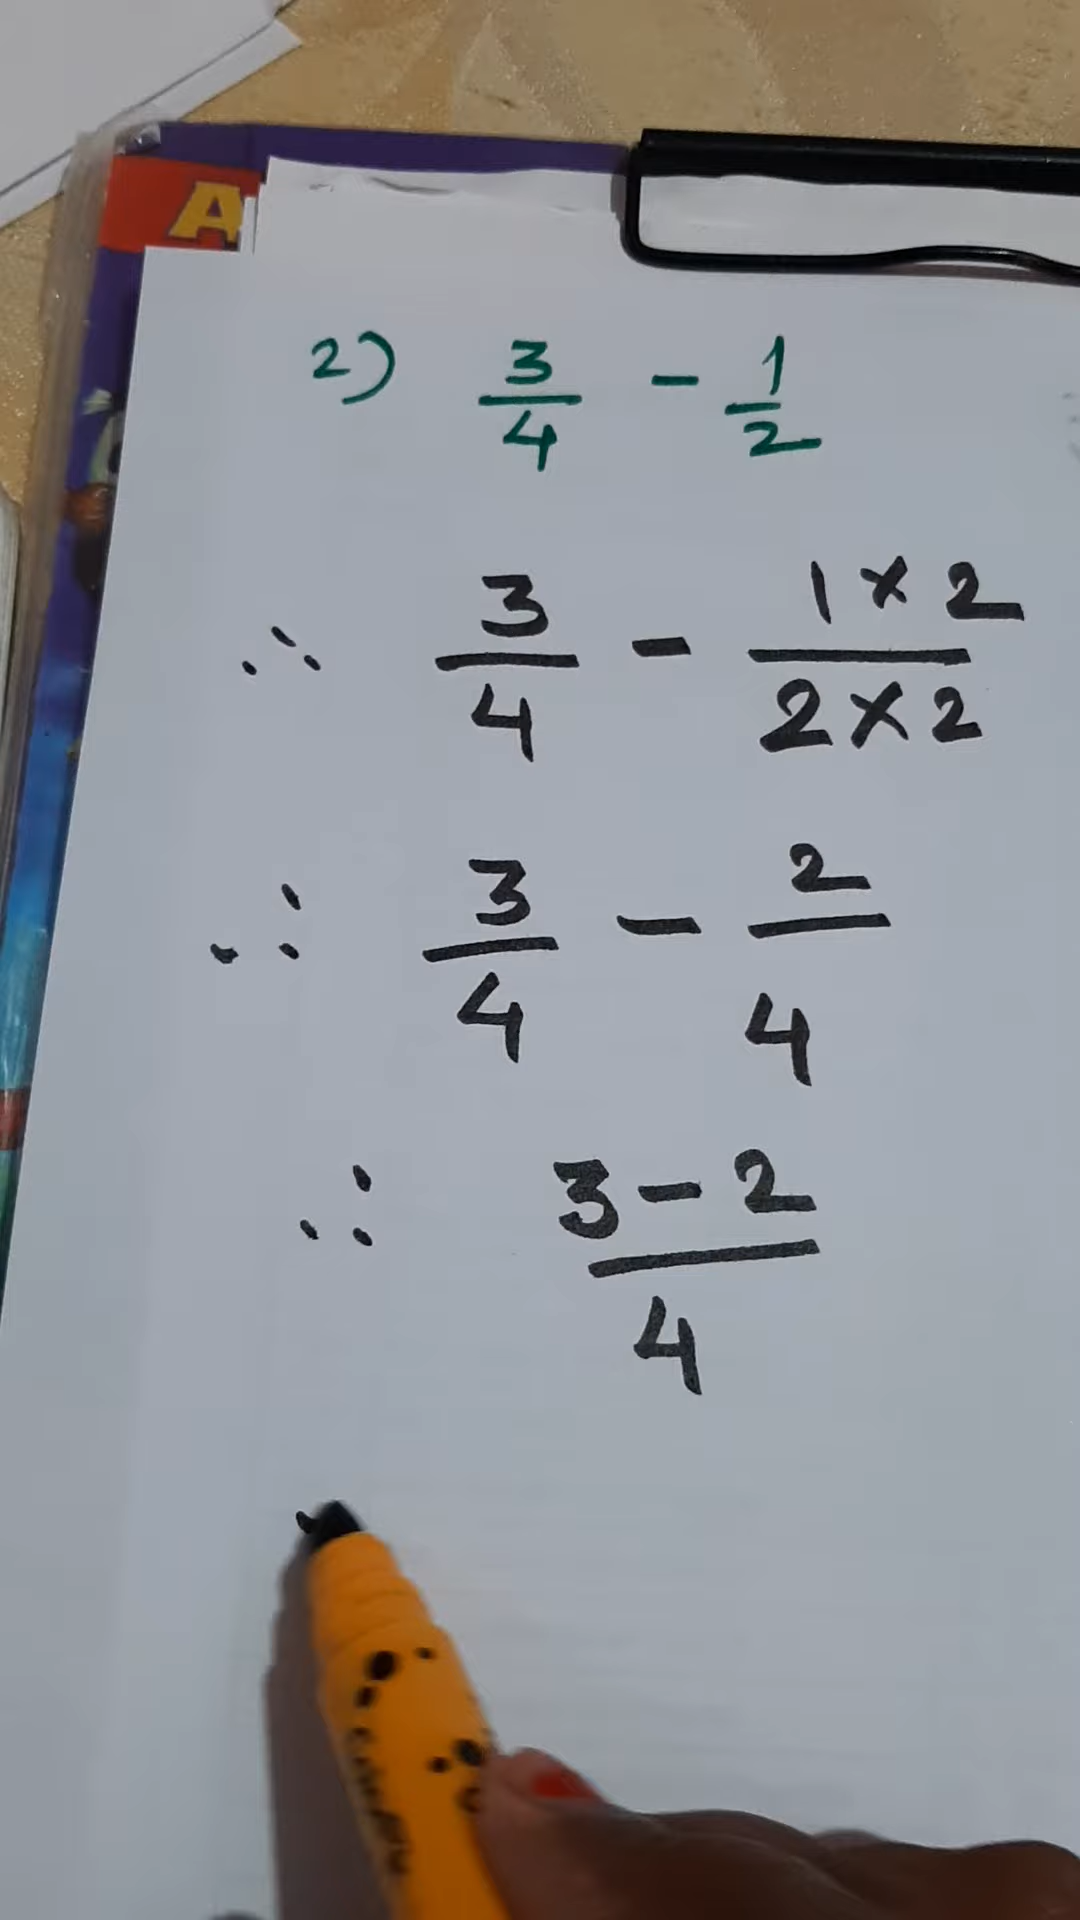 A
2) 3/4 - 1/2
∴ 3/4 - 1×2/2×2
∴ 3/4 - 2/4
∴ 3-2/4